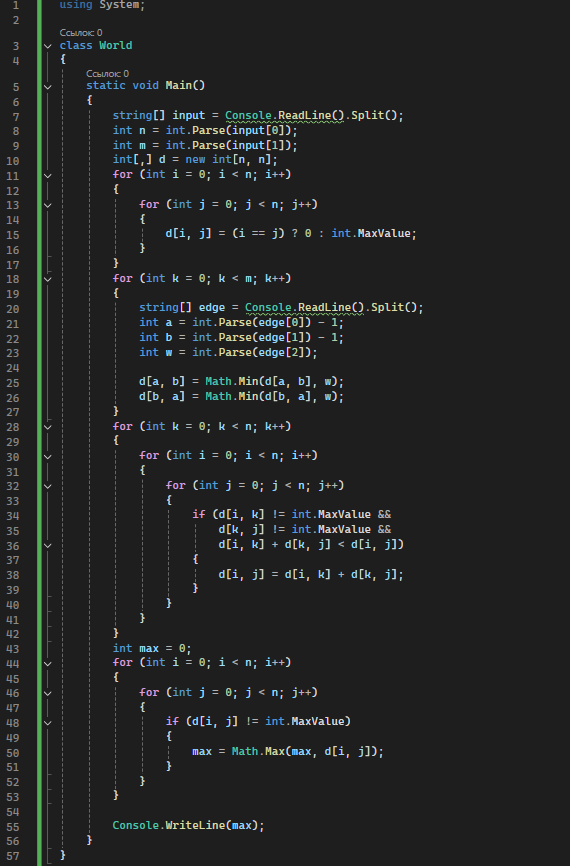 1 using System;
2
Ссылок: 0
3 class World
4 {
Ссылок: 0
5 static void Main()
6 {
7 string[] input = Console.ReadLine().Split();
8 int n = int.Parse(input[0]);
9 int m = int.Parse(input[1]);
10 int[,] d = new int[n, n];
11 for (int i = 0; i < n; i++)
12 {
13 for (int j = 0; j < n; j++)
14 {
15 d[i, j] = (i == j) ? 0 : int.MaxValue;
16 }
17 }
18 for (int k = 0; k < m; k++)
19 {
20 string[] edge = Console.ReadLine().Split();
21 int a = int.Parse(edge[0]) - 1;
22 int b = int.Parse(edge[1]) - 1;
23 int w = int.Parse(edge[2]);
24
25 d[a, b] = Math.Min(d[a, b], w);
26 d[b, a] = Math.Min(d[b, a], w);
27 }
28 for (int k = 0; k < n; k++)
29 {
30 for (int i = 0; i < n; i++)
31 {
32 for (int j = 0; j < n; j++)
33 {
34 if (d[i, k] != int.MaxValue &&
35 d[k, j] != int.MaxValue &&
36 d[i, k] + d[k, j] < d[i, j])
37 {
38 d[i, j] = d[i, k] + d[k, j];
39 }
40 }
41 }
42 }
43 int max = 0;
44 for (int i = 0; i < n; i++)
45 {
46 for (int j = 0; j < n; j++)
47 {
48 if (d[i, j] != int.MaxValue)
49 {
50 max = Math.Max(max, d[i, j]);
51 }
52 }
53 }
54
55 Console.WriteLine(max);
56 }
57 }